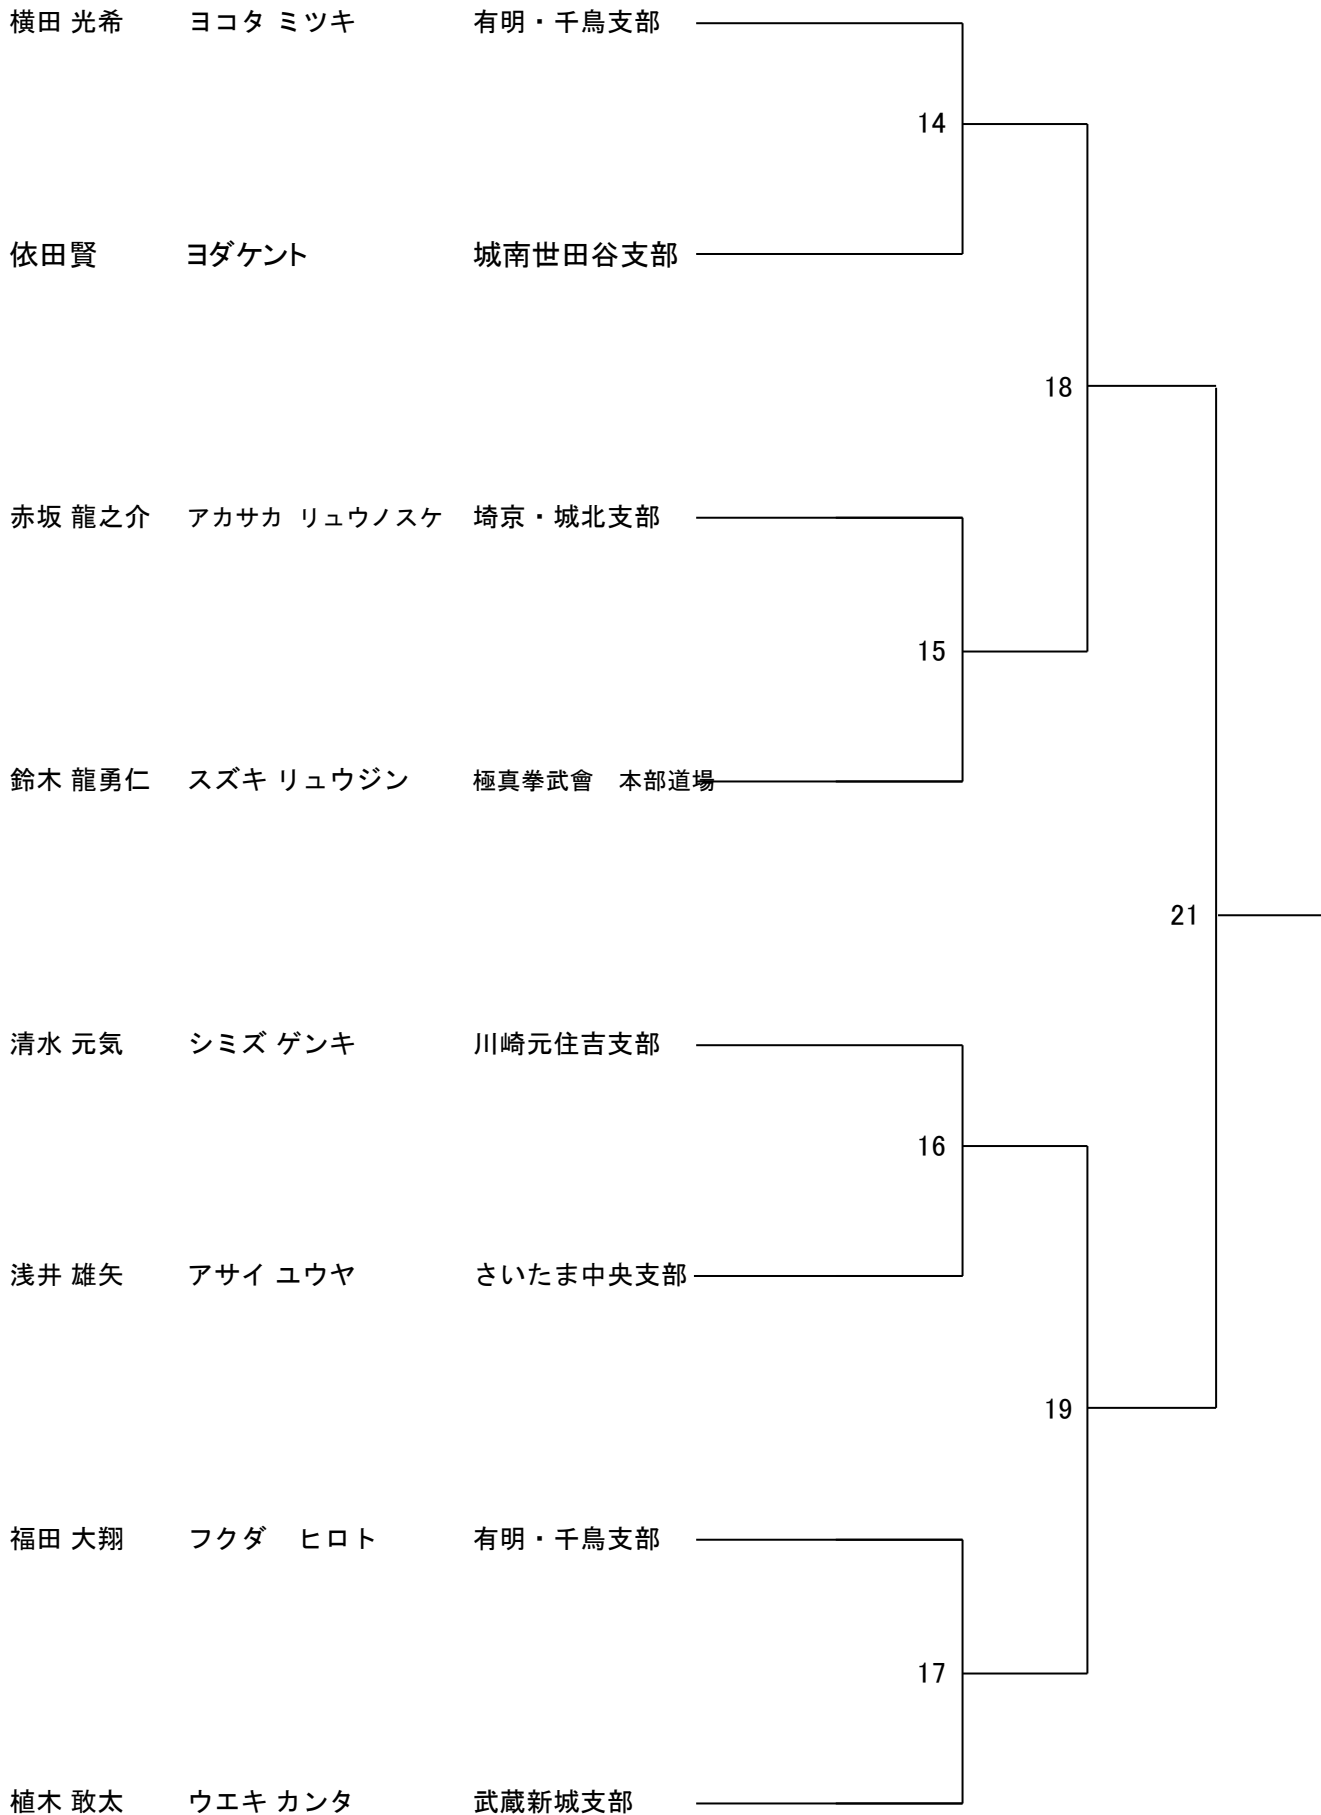 横田 光希 ヨコタ ミツキ 有明・千鳥支部
14
依田賢 ヨダケント 城南世田谷支部
18
赤坂 龍之介 アカサカ リュウノスケ 埼京・城北支部
15
鈴木 龍勇仁 スズキ リュウジン 極真拳武會　本部道場
21
清水 元気 シミズ ゲンキ 川崎元住吉支部
16
浅井 雄矢 アサイ ユウヤ さいたま中央支部
19
福田 大翔 フクダ　ヒロト 有明・千鳥支部
17
植木 敢太 ウエキ カンタ 武蔵新城支部